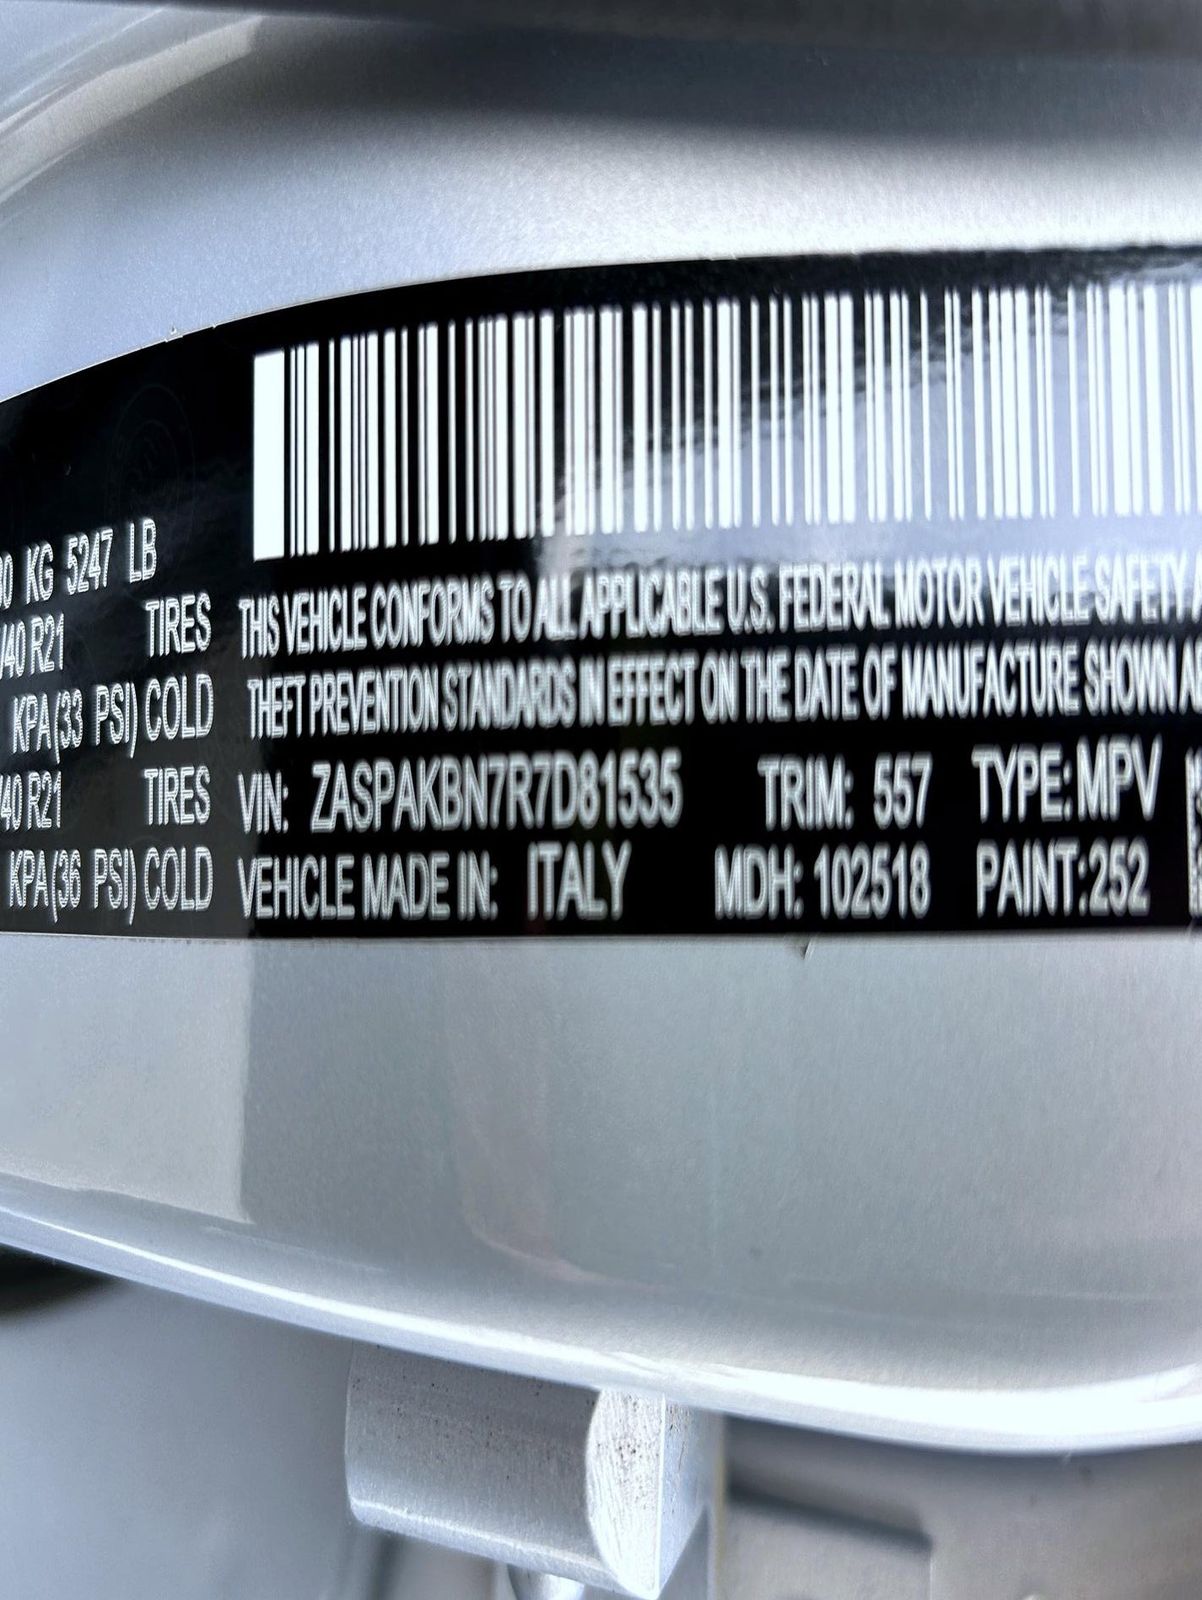 00 KG 5247 LB
/40 R21 TIRES
KPA(33 PSI) COLD
/40 R21 TIRES
KPA(36 PSI) COLD
THIS VEHICLE CONFORMS TO ALL APPLICABLE U.S. FEDERAL MOTOR VEHICLE SAFETY
THEFT PREVENTION STANDARDS IN EFFECT ON THE DATE OF MANUFACTURE SHOWN
VIN: ZASPAKBN7R7D81535 TRIM: 557 TYPE: MPV
VEHICLE MADE IN: ITALY MDH: 102518 PAINT:252